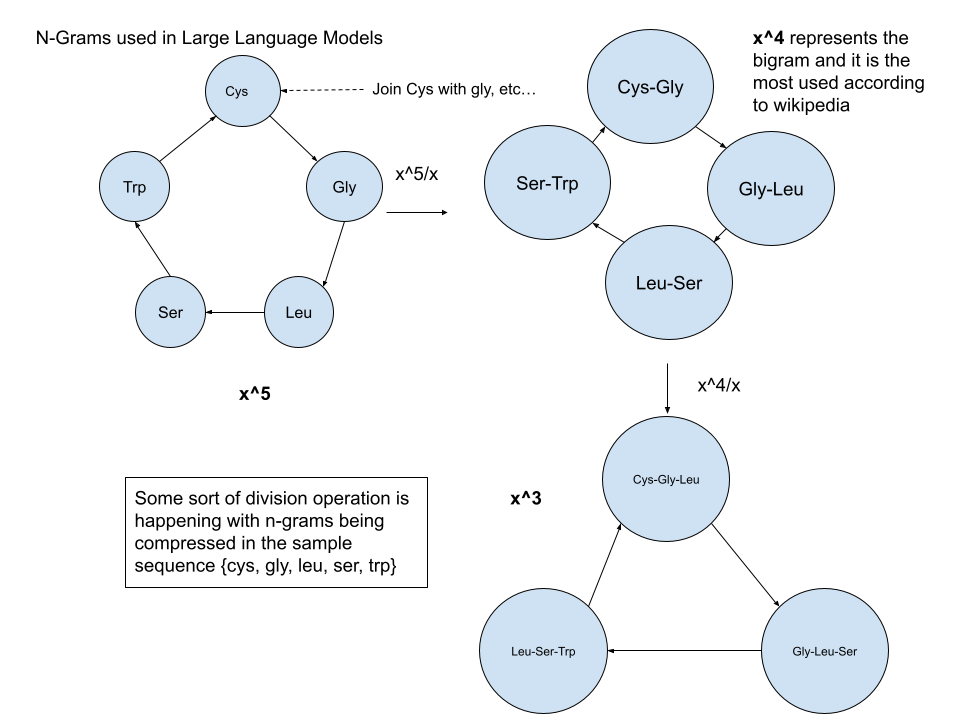 N-Grams used in Large Language Models
Cys
Join Cys with gly, etc...
Trp
Gly
Ser
Leu
x^5
x^5/x
Cys-Gly
Ser-Trp
Gly-Leu
Leu-Ser
x^4 represents the
bigram and it is the
most used according
to wikipedia
x^4/x
Cys-Gly-Leu
x^3
Leu-Ser-Trp
Gly-Leu-Ser
Some sort of division operation is
happening with n-grams being
compressed in the sample
sequence {cys, gly, leu, ser, trp}